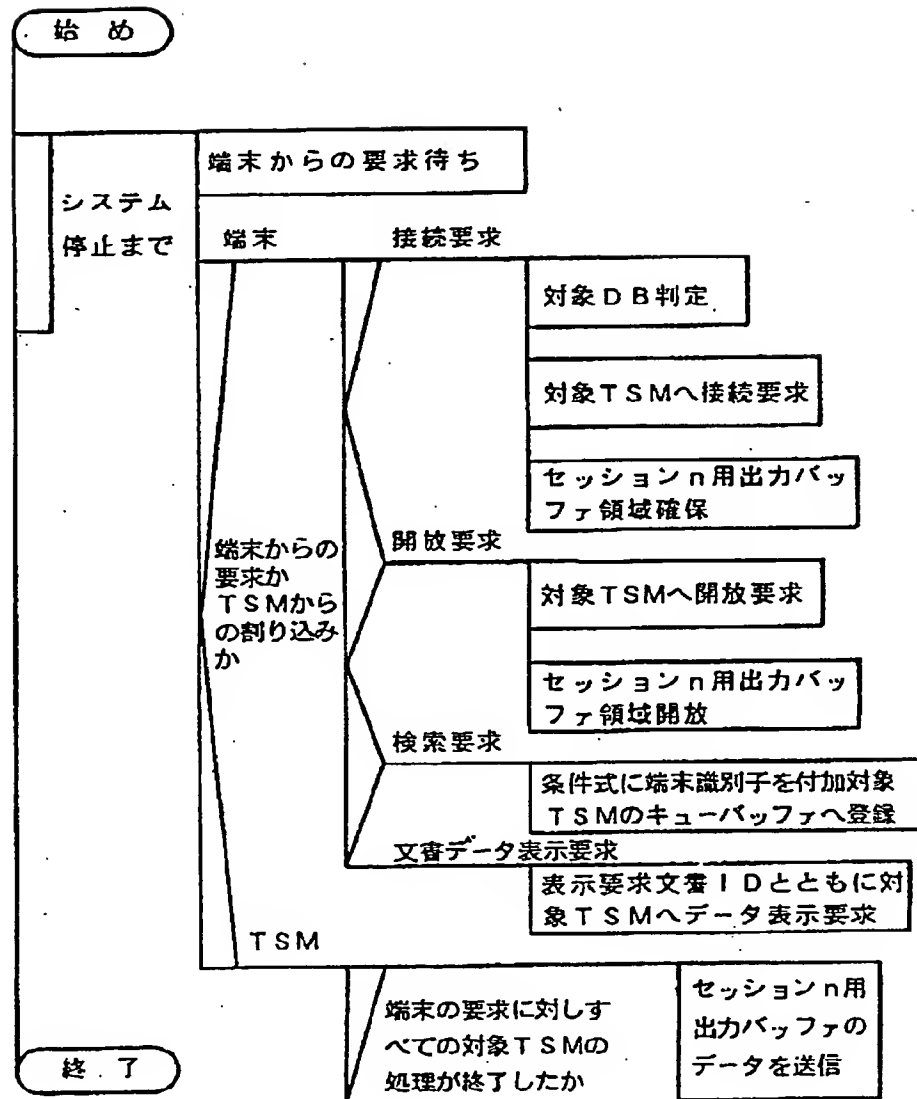 始め
端末からの要求待ち
システム
停止まで
端末
接続要求
対象DB判定
対象TSMへ接続要求
セッションn用出力バッ
ファ領域確保
開放要求
端末からの
要求か
TSMから
の割り込み
か
対象TSMへ開放要求
セッションn用出力バッ
ファ領域開放
検索要求
条件式に端末識別子を付加対象
TSMのキューバッファへ登録
文書データ表示要求
表示要求文書IDとともに対
象TSMへデータ表示要求
TSM
端末の要求に対しす
べての対象TSMの
処理が終了したか
セッションn用
出力バッファの
データを送信
終了